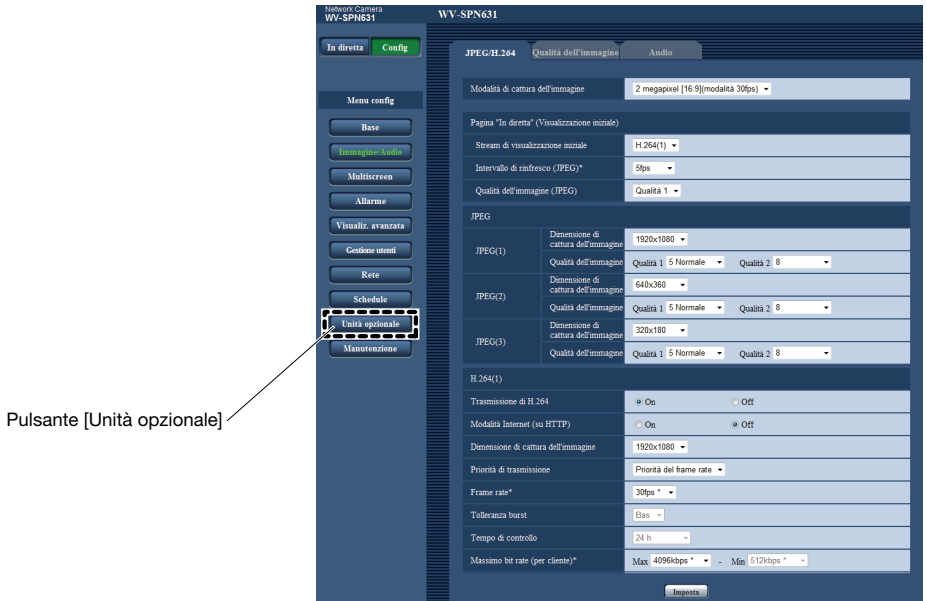 Network Camera
WV-SPN631
WV-SPN631
In diretta Config
JPEG/H.264 Qualità dell'immagine Audio
Menu config
Base
Immagine/Audio
Multiscreen
Allarme
Visualiz. avanzata
Gestione utenti
Rete
Schedule
Unità opzionale
Manutenzione
Pulsante [Unità opzionale]
Modalità di cattura dell'immagine 2 megapixel [16:9](modalità 30fps)
Pagina "In diretta" (Visualizzazione iniziale)
Stream di visualizzazione iniziale H.264(1)
Intervallo di rinfresco (JPEG)* 5fps
Qualità dell'immagine (JPEG) Qualità 1
JPEG
JPEG(1)
Dimensione di
cattura dell'immagine 1920x1080
Qualità dell'immagine Qualità 1 5 Normale Qualità 2 8
JPEG(2)
Dimensione di
cattura dell'immagine 640x360
Qualità dell'immagine Qualità 1 5 Normale Qualità 2 8
JPEG(3)
Dimensione di
cattura dell'immagine 320x180
Qualità dell'immagine Qualità 1 5 Normale Qualità 2 8
H.264(1)
Trasmissione di H.264 On Off
Modalità Internet (su HTTP) On Off
Dimensione di cattura dell'immagine 1920x1080
Priorità di trasmissione Priorità del frame rate
Frame rate* 30fps *
Tolleranza burst Bas
Tempo di controllo 24 h
Massimo bit rate (per cliente)* Max 4096kbps * - Min 512kbps *
Imposta